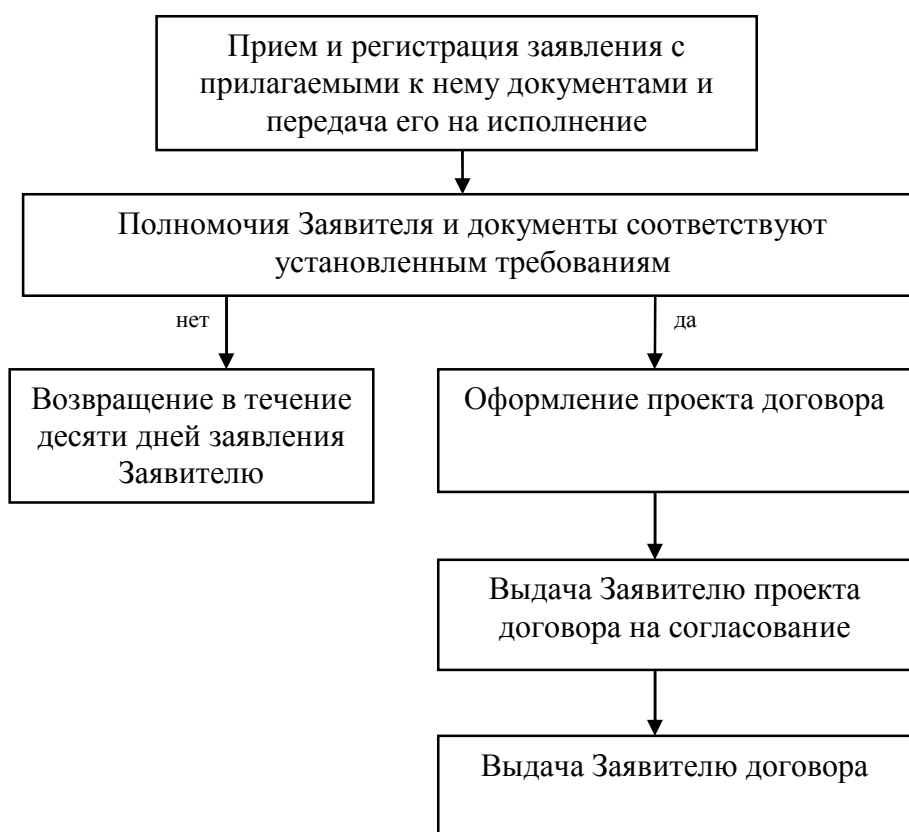 Прием и регистрация заявления с
прилагаемыми к нему документами и
передача его на исполнение
Полномочия Заявителя и документы соответствуют
установленным требованиям
нет
да
Возвращение в течение
десяти дней заявления
Заявителю
Оформление проекта договора
Выдача Заявителю проекта
договора на согласование
Выдача Заявителю договора